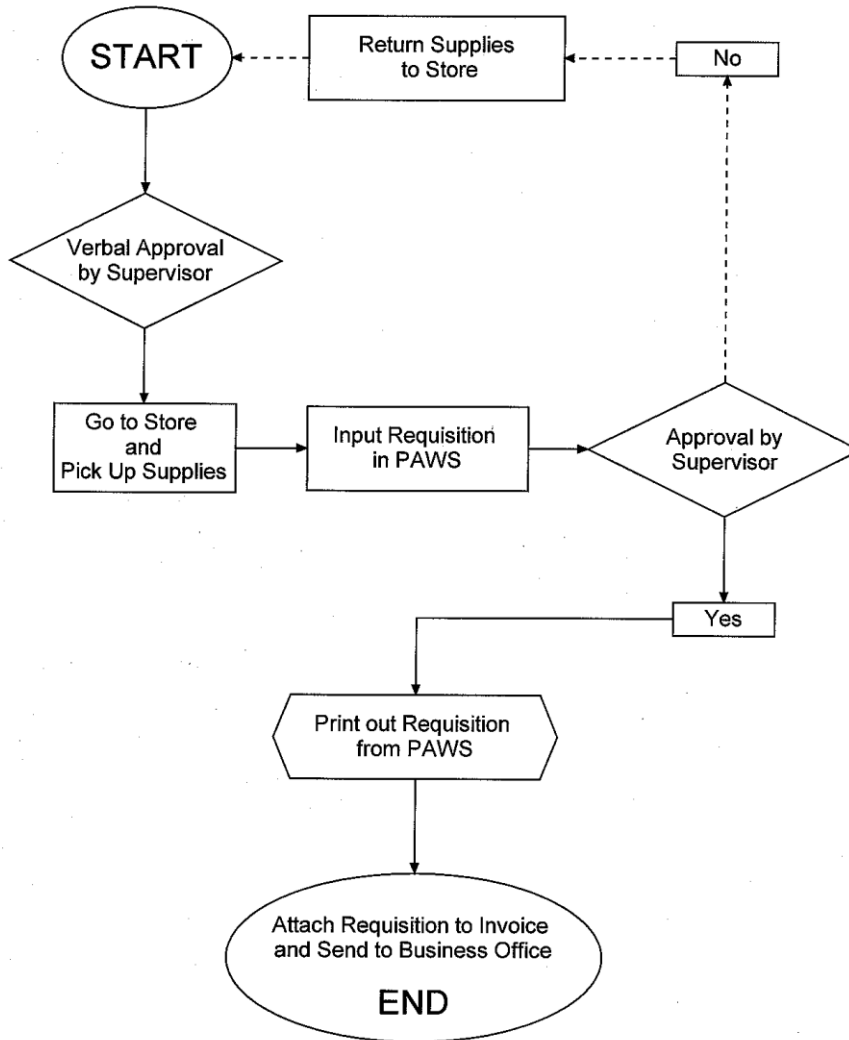 START
Return Supplies
to Store
No
Verbal Approval
by Supervisor
Go to Store
and
Pick Up Supplies
Input Requisition
in PAWS
Approval by
Supervisor
Yes
Print out Requisition
from PAWS
Attach Requisition to Invoice
and Send to Business Office
END